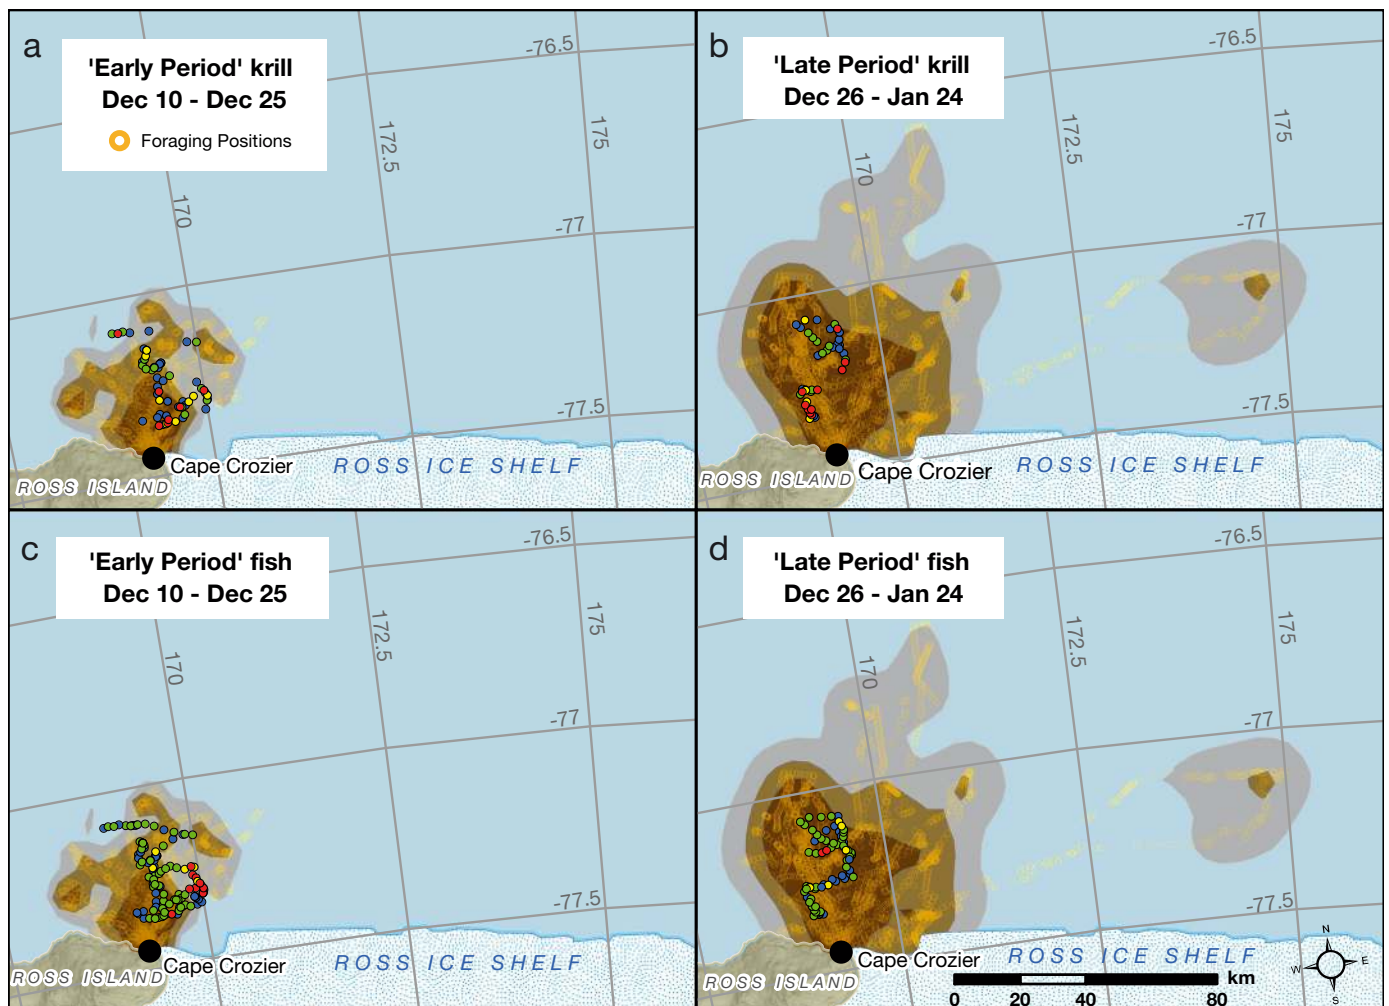 a
'Early Period' krill
Dec 10 - Dec 25
Foraging Positions
-76.5
172.5
175
170
-77
-77.5
Cape Crozier
ROSS ICE SHELF
ROSS ISLAND
b
'Late Period' krill
Dec 26 - Jan 24
-76.5
172.5
175
170
-77
-77.5
Cape Crozier
ROSS ICE SHELF
ROSS ISLAND
c
'Early Period' fish
Dec 10 - Dec 25
-76.5
172.5
175
170
-77
-77.5
Cape Crozier
ROSS ICE SHELF
ROSS ISLAND
d
'Late Period' fish
Dec 26 - Jan 24
-76.5
172.5
175
170
-77
-77.5
Cape Crozier
ROSS ICE SHELF
ROSS ISLAND
N
W E
S
km
0 20 40 80